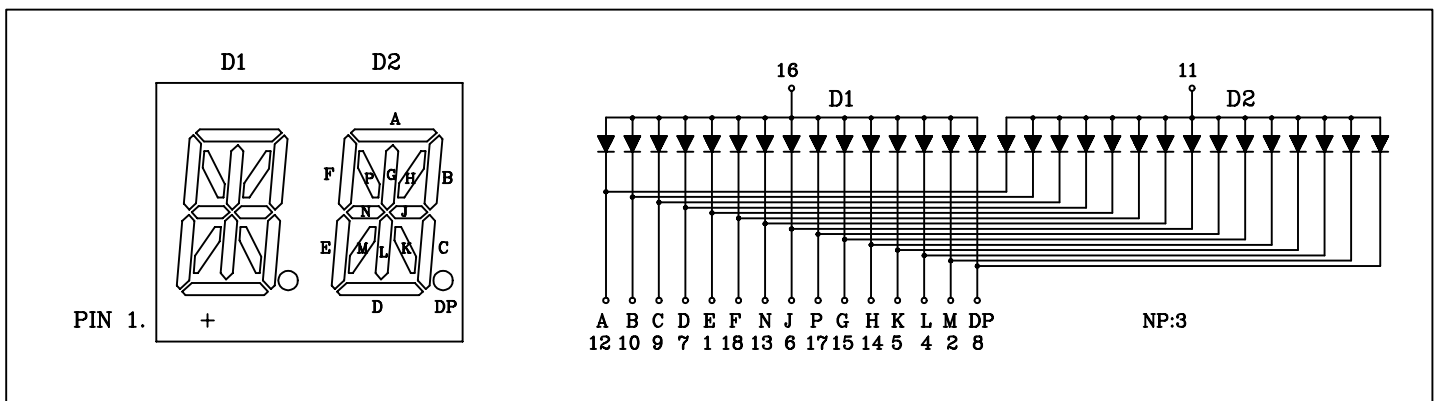 D1 D2
A
F P G H B
N J
E M L K C
D DP
PIN 1. +
16 11
D1 D2
A B C D E F N J P G H K L M DP
12 10 9 7 1 18 13 6 17 15 14 5 4 2 8
NP:3